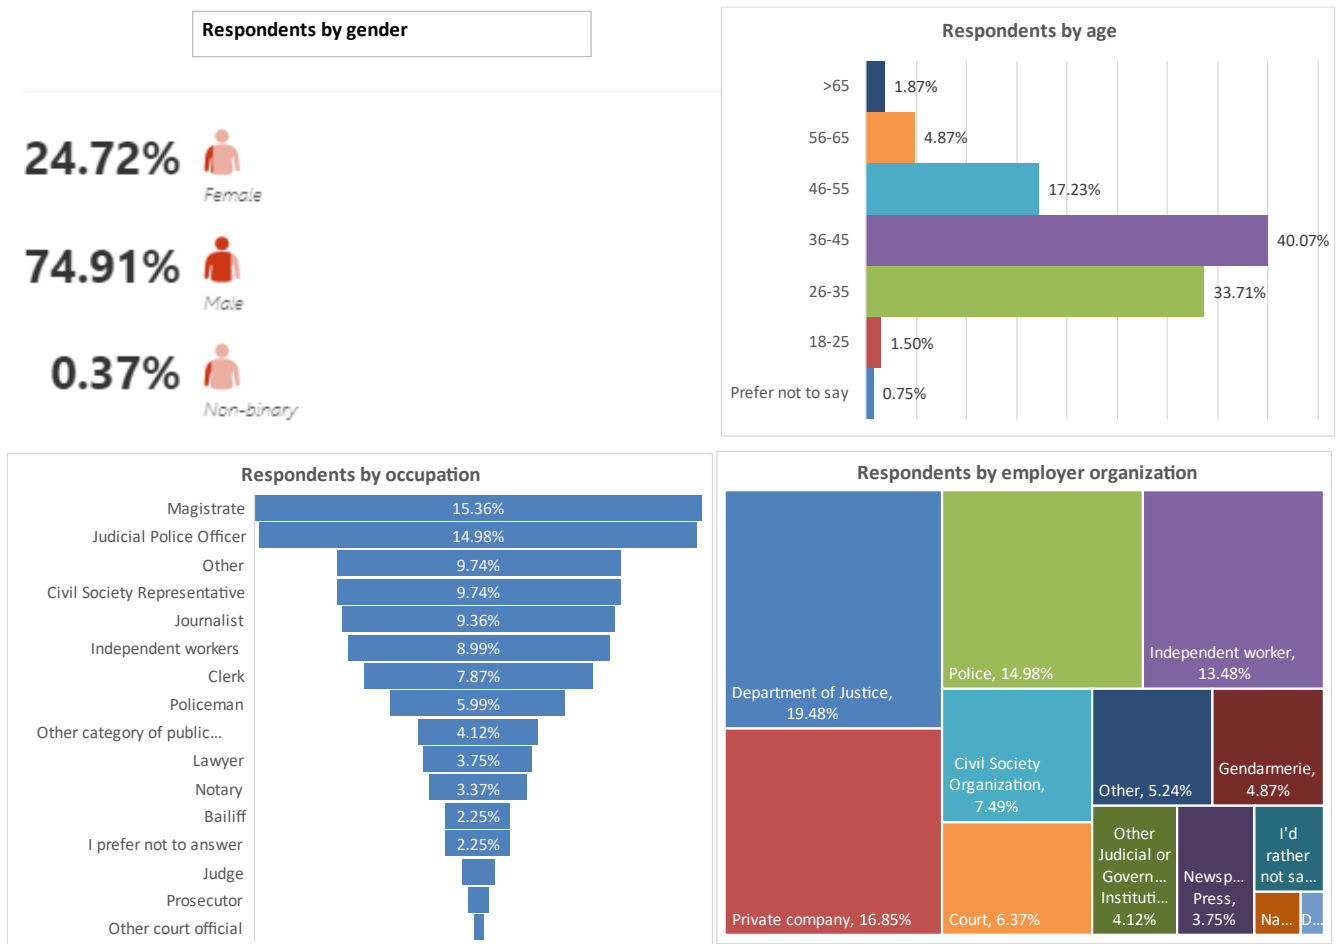 Respondents by gender
24.72%
Female
74.91%
Male
0.37%
Non-binary
Respondents by age
>65
1.87%
56-65
4.87%
46-55
17.23%
36-45
40.07%
26-35
33.71%
18-25
1.50%
Prefer not to say
0.75%
Respondents by occupation
Magistrate
15.36%
Judicial Police Officer
14.98%
Other
9.74%
Civil Society Representative
9.74%
Journalist
9.36%
Independent workers
8.99%
Clerk
7.87%
Policeman
5.99%
Other category of public...
4.12%
Lawyer
3.75%
Notary
3.37%
Bailiff
2.25%
I prefer not to answer
2.25%
Judge
Prosecutor
Other court official
Respondents by employer organization
Department of Justice,
19.48%
Police, 14.98%
Independent worker,
13.48%
Private company, 16.85%
Civil Society
Organization,
7.49%
Court, 6.37%
Other, 5.24%
Gendarmerie,
4.87%
Other
Judicial or
Govern...
Instituti...
4.12%
Newsp...
Press,
3.75%
I'd
rather
not sa...
Na...
D...